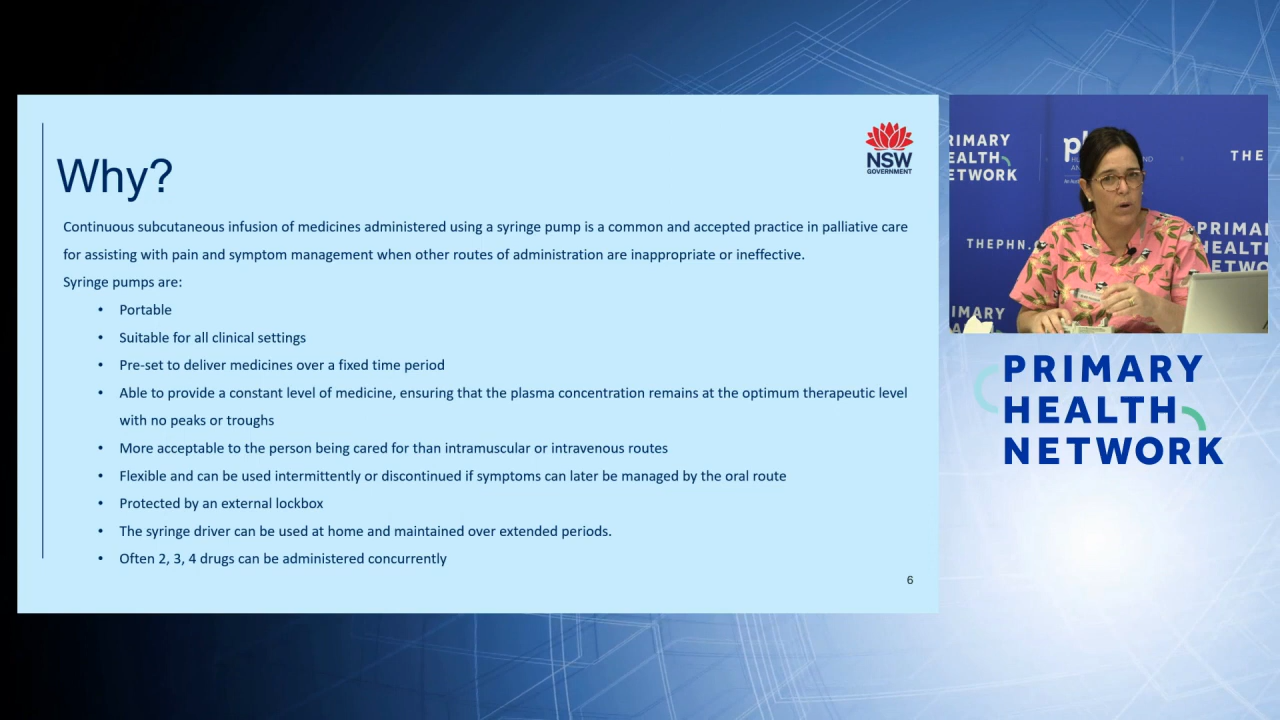 Why?
NSW
GOVERNMENT
Continuous subcutaneous infusion of medicines administered using a syringe pump is a common and accepted practice in palliative care
for assisting with pain and symptom management when other routes of administration are inappropriate or ineffective.
Syringe pumps are:
• Portable
• Suitable for all clinical settings
• Pre-set to deliver medicines over a fixed time period
• Able to provide a constant level of medicine, ensuring that the plasma concentration remains at the optimum therapeutic level
with no peaks or troughs
• More acceptable to the person being cared for than intramuscular or intravenous routes
• Flexible and can be used intermittently or discontinued if symptoms can later be managed by the oral route
• Protected by an external lockbox
• The syringe driver can be used at home and maintained over extended periods.
• Often 2, 3, 4 drugs can be administered concurrently
6
RIMARY
EALTH
ETWORK
THE
THEPHN.
PRIMA
HEALTH
ETWO
IMARY
PRIMARY
HEALTH
NETWORK